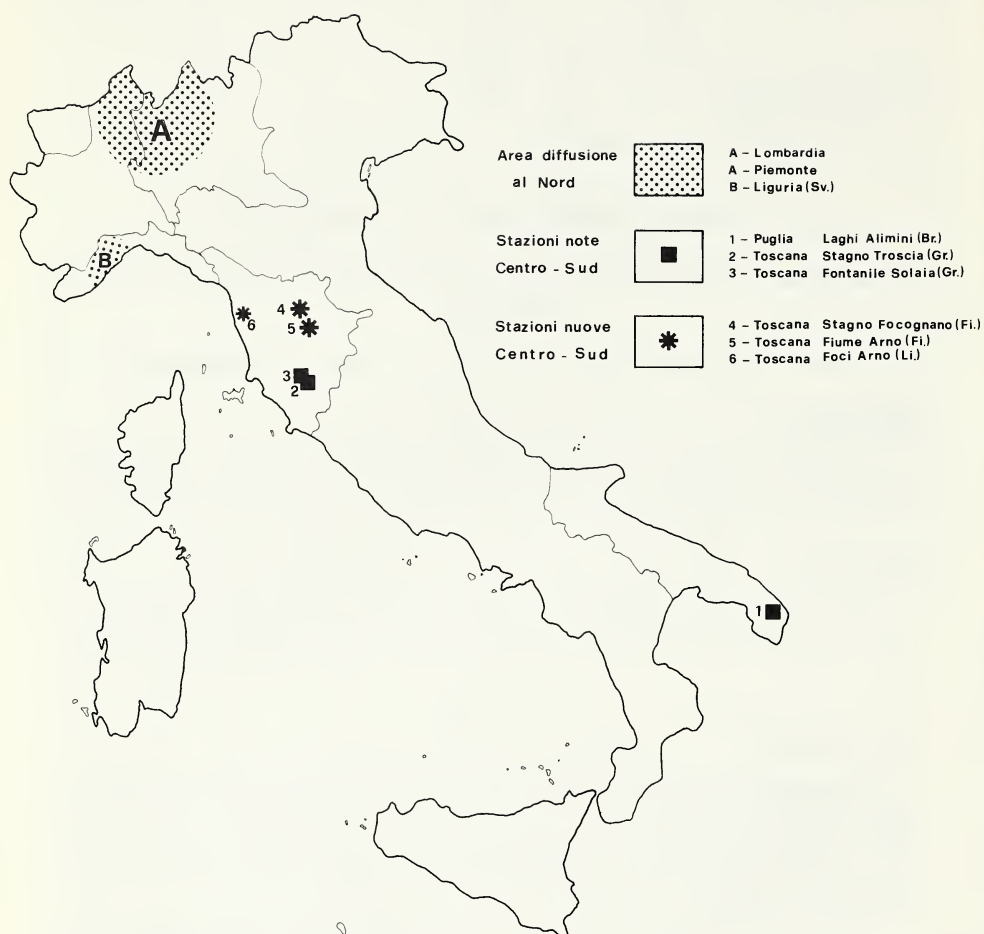 A
B
4
5
6
3
2
1
Area diffusione
al Nord
A – Lombardia
A – Piemonte
B – Liguria (Sv.)
Stazioni note
Centro - Sud
1 – Puglia Laghi Alimini (Br.)
2 – Toscana Stagno Troscia (Gr.)
3 – Toscana Fontanile Solaia (Gr.)
Stazioni nuove
Centro - Sud
4 – Toscana Stagno Focognano (Fi.)
5 – Toscana Fiume Arno (Fi.)
6 – Toscana Foci Arno (Li.)